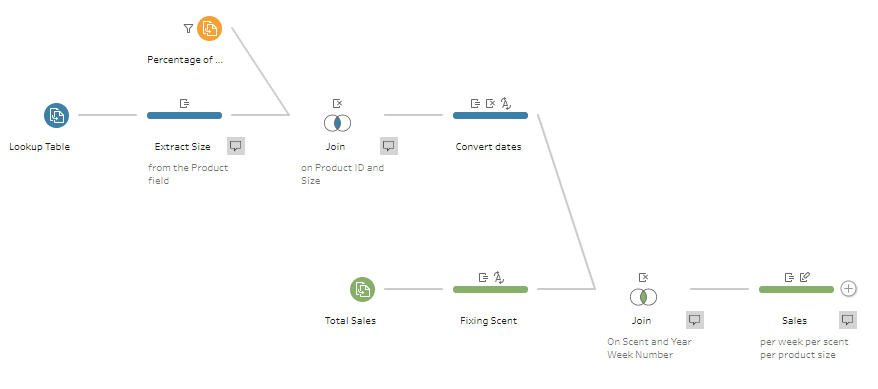 Percentage of ...
Lookup Table
Extract Size
Join
Convert dates
from the Product
field
on Product ID and
Size
Total Sales
Fixing Scent
Join
Sales
On Scent and Year
Week Number
per week per scent
per product size